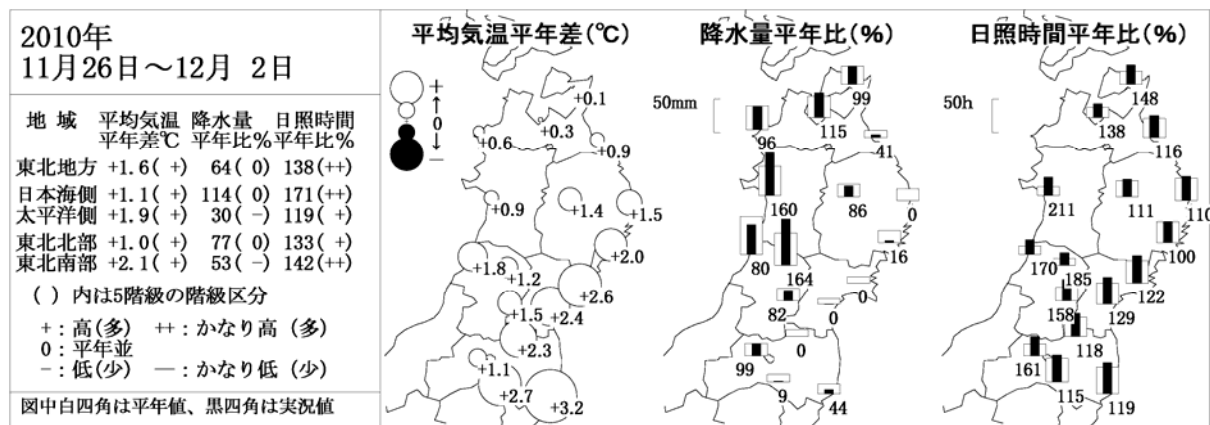 2010年
11月26日～12月 2日
地 域 平均気温 降水量 日照時間
平年差℃ 平年比% 平年比%
東北地方 +1.6( +) 64( 0) 138(++)
日本海側 +1.1( +) 114( 0) 171(++)
太平洋側 +1.9( +) 30( -) 119( +)
東北北部 +1.0( +) 77( 0) 133( +)
東北南部 +2.1( +) 53( -) 142(++)
( ) 内は5階級の階級区分
+：高(多) ++：かなり高 (多)
0：平年並
-：低(少) —：かなり低 (少)
図中白四角は平年値、黒四角は実況値
平均気温平年差(℃)
+
↑
0
↓
-
+0.1
+0.3
+0.6
+0.9
+0.9
+1.4
+1.5
+2.0
+1.8
+1.2
+2.6
+1.5
+2.4
+2.3
+1.1
+2.7
+3.2
降水量平年比(%)
50mm
99
115
96
41
160
86
0
80
164
16
0
82
0
0
99
9
44
日照時間平年比(%)
50h
148
138
116
211
111
110
100
170
185
122
158
129
118
161
115
119